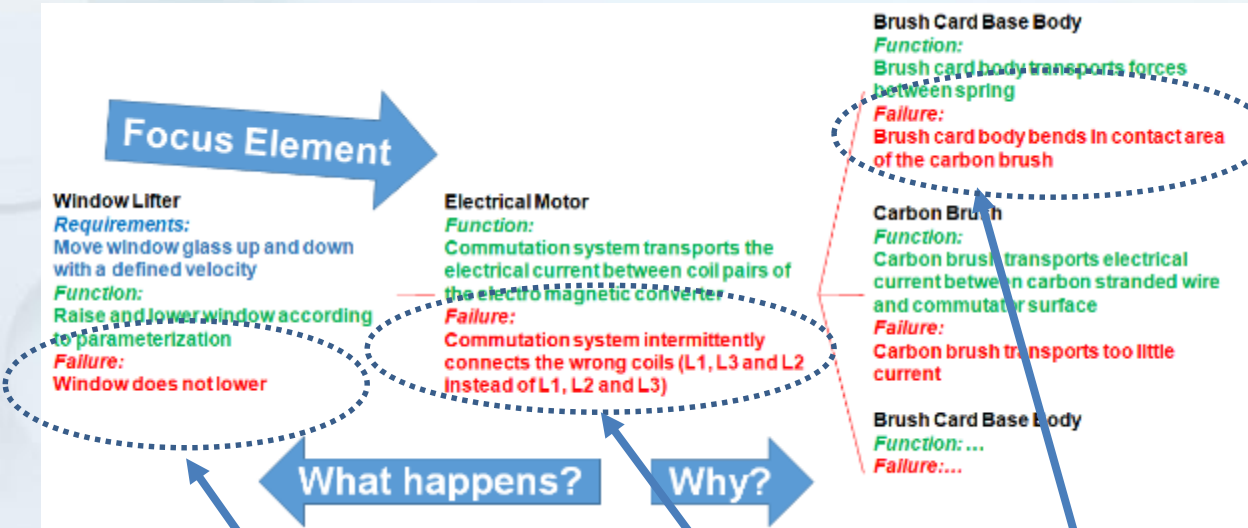 Focus Element
Window Lifter
Requirements:
Move window glass up and down
with a defined velocity
Function:
Raise and lower window according
to parameterization
Failure:
Window does not lower
Electrical Motor
Function:
Commutation system transports the
electrical current between coil pairs of
the electro magnetic converter
Failure:
Commutation system intermittently
connects the wrong coils (L1, L3 and L2
instead of L1, L2 and L3)
Brush Card Base Body
Function:
Brush card body transports forces
between spring
Failure:
Brush card body bends in contact area
of the carbon brush
Carbon Brush
Function:
Carbon brush transports electrical
current between carbon stranded wire
and commutator surface
Failure:
Carbon brush transports too little
current
Brush Card Base Body
Function: ...
Failure:...
What happens?
Why?